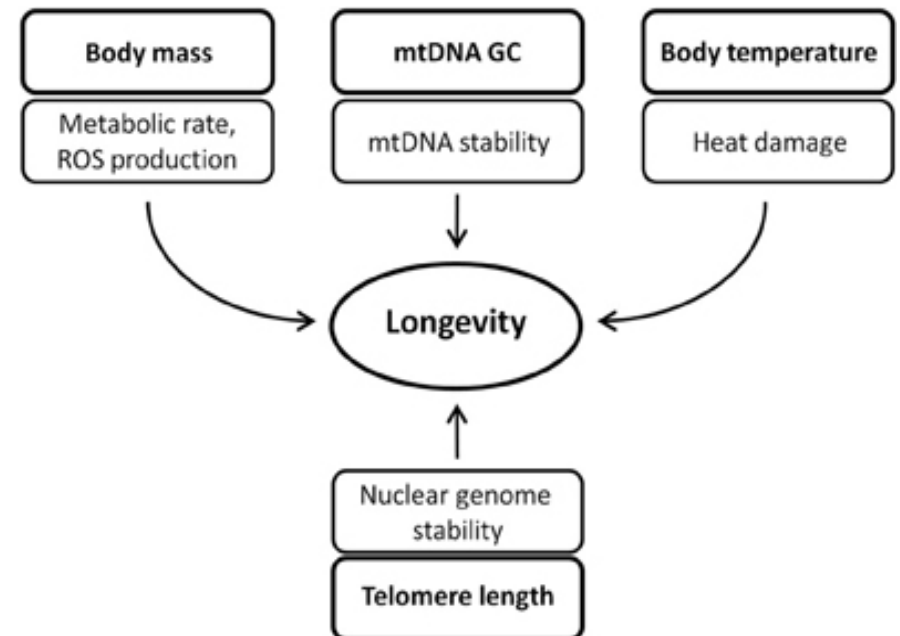 Body mass
Metabolic rate,
ROS production
mtDNA GC
mtDNA stability
Body temperature
Heat damage
Longevity
Nuclear genome
stability
Telomere length